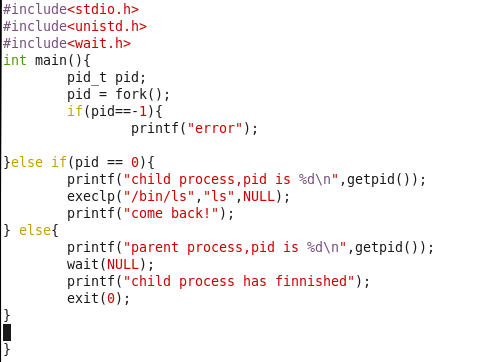 #include<stdio.h>
#include<unistd.h>
#include<wait.h>
int main(){
        pid_t pid;
        pid = fork();
        if(pid==-1){
                printf("error");

}else if(pid == 0){
        printf("child process,pid is %d\n",getpid());
        execlp("/bin/ls","ls",NULL);
        printf("come back!");
} else{
        printf("parent process,pid is %d\n",getpid());
        wait(NULL);
        printf("child process has finnished");
        exit(0);
}

}